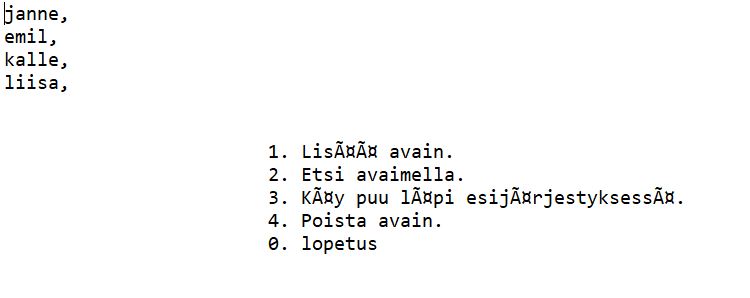 janne,
emil,
kalle,
liisa,
1. LisÃ¤Ã¤ avain.
2. Etsi avaimella.
3. KÃ¤y puu lÃ¤pi esijÃ¤rjestyksessÃ¤.
4. Poista avain.
0. lopetus